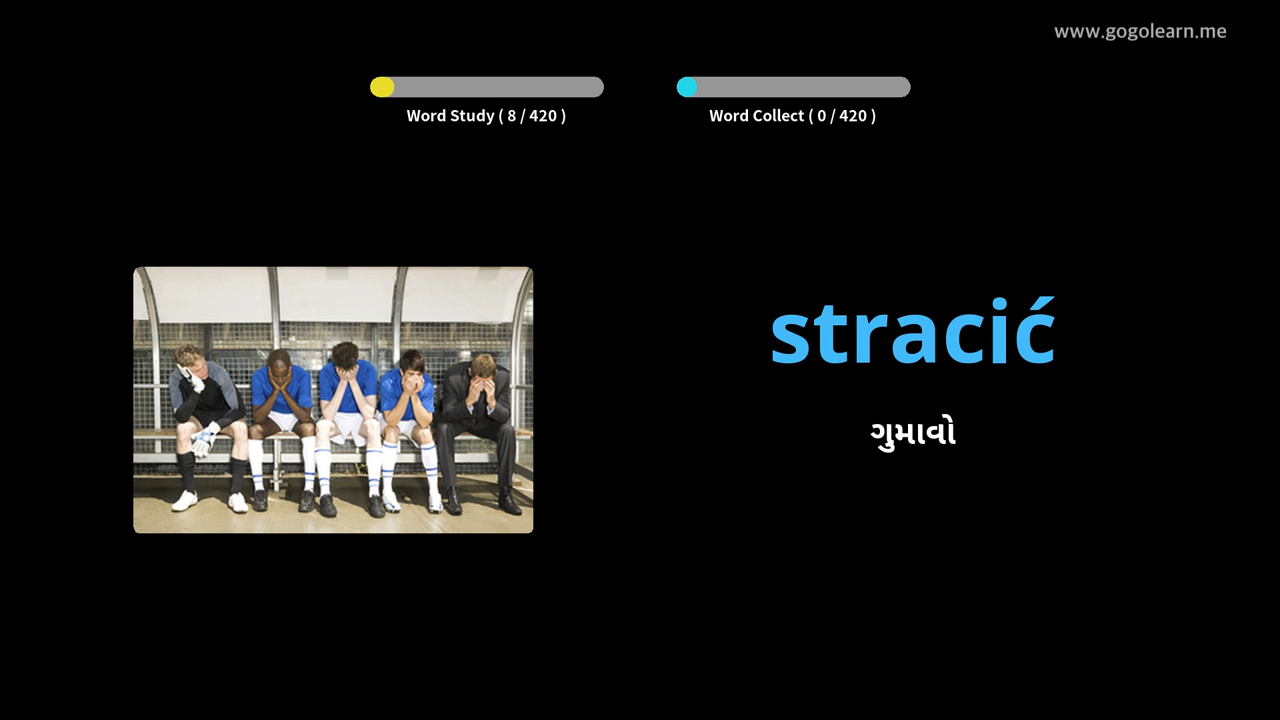 www.gogolearn.me
Word Study ( 8 / 420 )
Word Collect ( 0 / 420 )
stracić
ગુમાવો